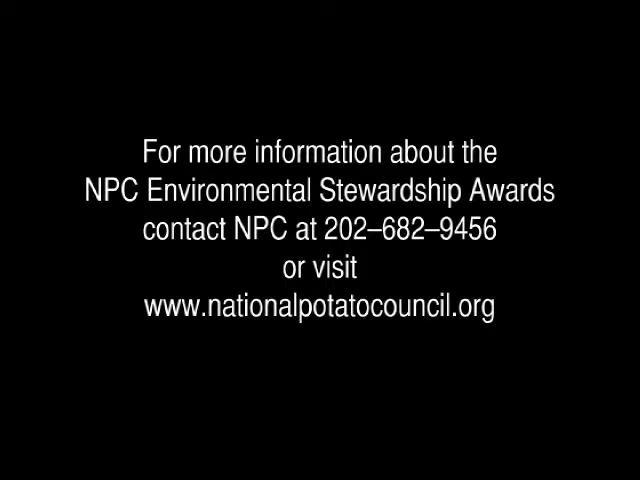 For more information about the
NPC Environmental Stewardship Awards
contact NPC at 202–682–9456
or visit
www.nationalpotatocouncil.org